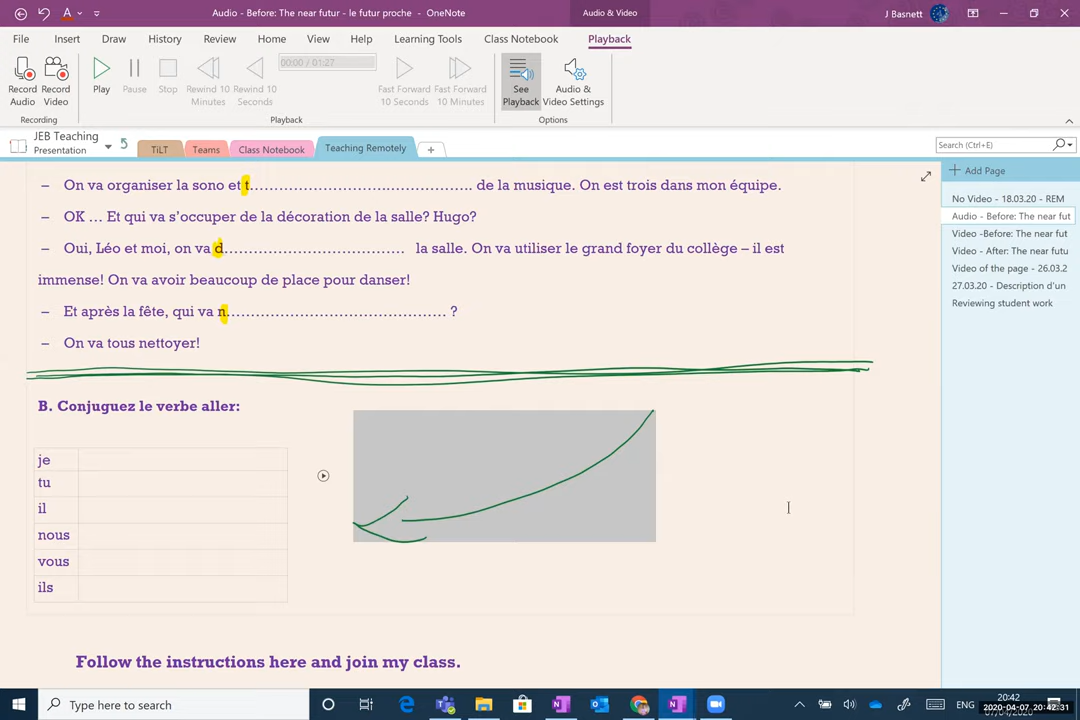 Audio - Before: The near futur - le futur proche - OneNote
Audio & Video
J Basnett
File Insert Draw History Review Home View Help Learning Tools Class Notebook Playback
Record Audio
Record Video
Play
Pause
Stop
Rewind 10 Minutes
Rewind 10 Seconds
00:00 / 01:27
Fast Forward 10 Seconds
Fast Forward 10 Minutes
See Playback
Audio & Video Settings
Recording
Playback
Options
JEB Teaching
Presentation
TiLT
Teams
Class Notebook
Teaching Remotely
Search (Ctrl+E)
Add Page
No Video - 18.03.20 - REM
Audio - Before: The near fut
Video -Before: The near fut
Video - After: The near futu
Video of the page - 26.03.2
27.03.20 - Description d'un
Reviewing student work
– On va organiser la sono et t……………………………………. de la musique. On est trois dans mon équipe.
– OK … Et qui va s’occuper de la décoration de la salle? Hugo?
– Oui, Léo et moi, on va d……………………………… la salle. On va utiliser le grand foyer du collège – il est
immense! On va avoir beaucoup de place pour danser!
– Et après la fête, qui va n……………………………………. ?
– On va tous nettoyer!
B. Conjuguez le verbe aller:
je
tu
il
nous
vous
ils
Follow the instructions here and join my class.
Type here to search
ENG
20:42
2020-04-07 20:42:31